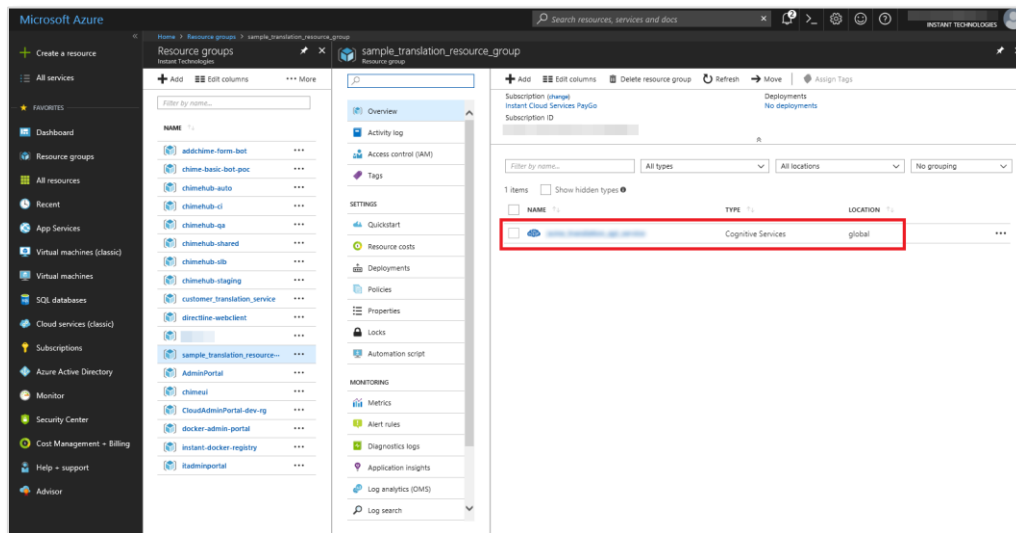 Microsoft Azure
Search resources, services and docs
INSTANT TECHNOLOGIES
Create a resource
All services
FAVORITES
Dashboard
Resource groups
All resources
Recent
App Services
Virtual machines (classic)
Virtual machines
SQL databases
Cloud services (classic)
Subscriptions
Azure Active Directory
Monitor
Security Center
Cost Management + Billing
Help + support
Advisor
Home > Resource groups > sample_translation_resource_group
Resource groups
Instant Technologies
Add Edit columns More
Filter by name...
NAME
addchime-form-bot
chime-basic-bot-poc
chimehub-auto
chimehub-ci
chimehub-qa
chimehub-shared
chimehub-slb
chimehub-staging
customer_translation_service
directline-webclient
sample_translation_resource...
AdminPortal
chimeui
CloudAdminPortal-dev-rg
docker-admin-portal
instant-docker-registry
itadminportal
sample_translation_resource_group
Resource group
Overview
Activity log
Access control (IAM)
Tags
SETTINGS
Quickstart
Resource costs
Deployments
Policies
Properties
Locks
Automation script
MONITORING
Metrics
Alert rules
Diagnostics logs
Application insights
Log analytics (OMS)
Log search
Add Edit columns Delete resource group Refresh Move Assign Tags
Subscription (change) Deployments
Instant Cloud Services PayGo No deployments
Subscription ID
Filter by name... All types All locations No grouping
1 items Show hidden types
NAME TYPE LOCATION
Cognitive Services global